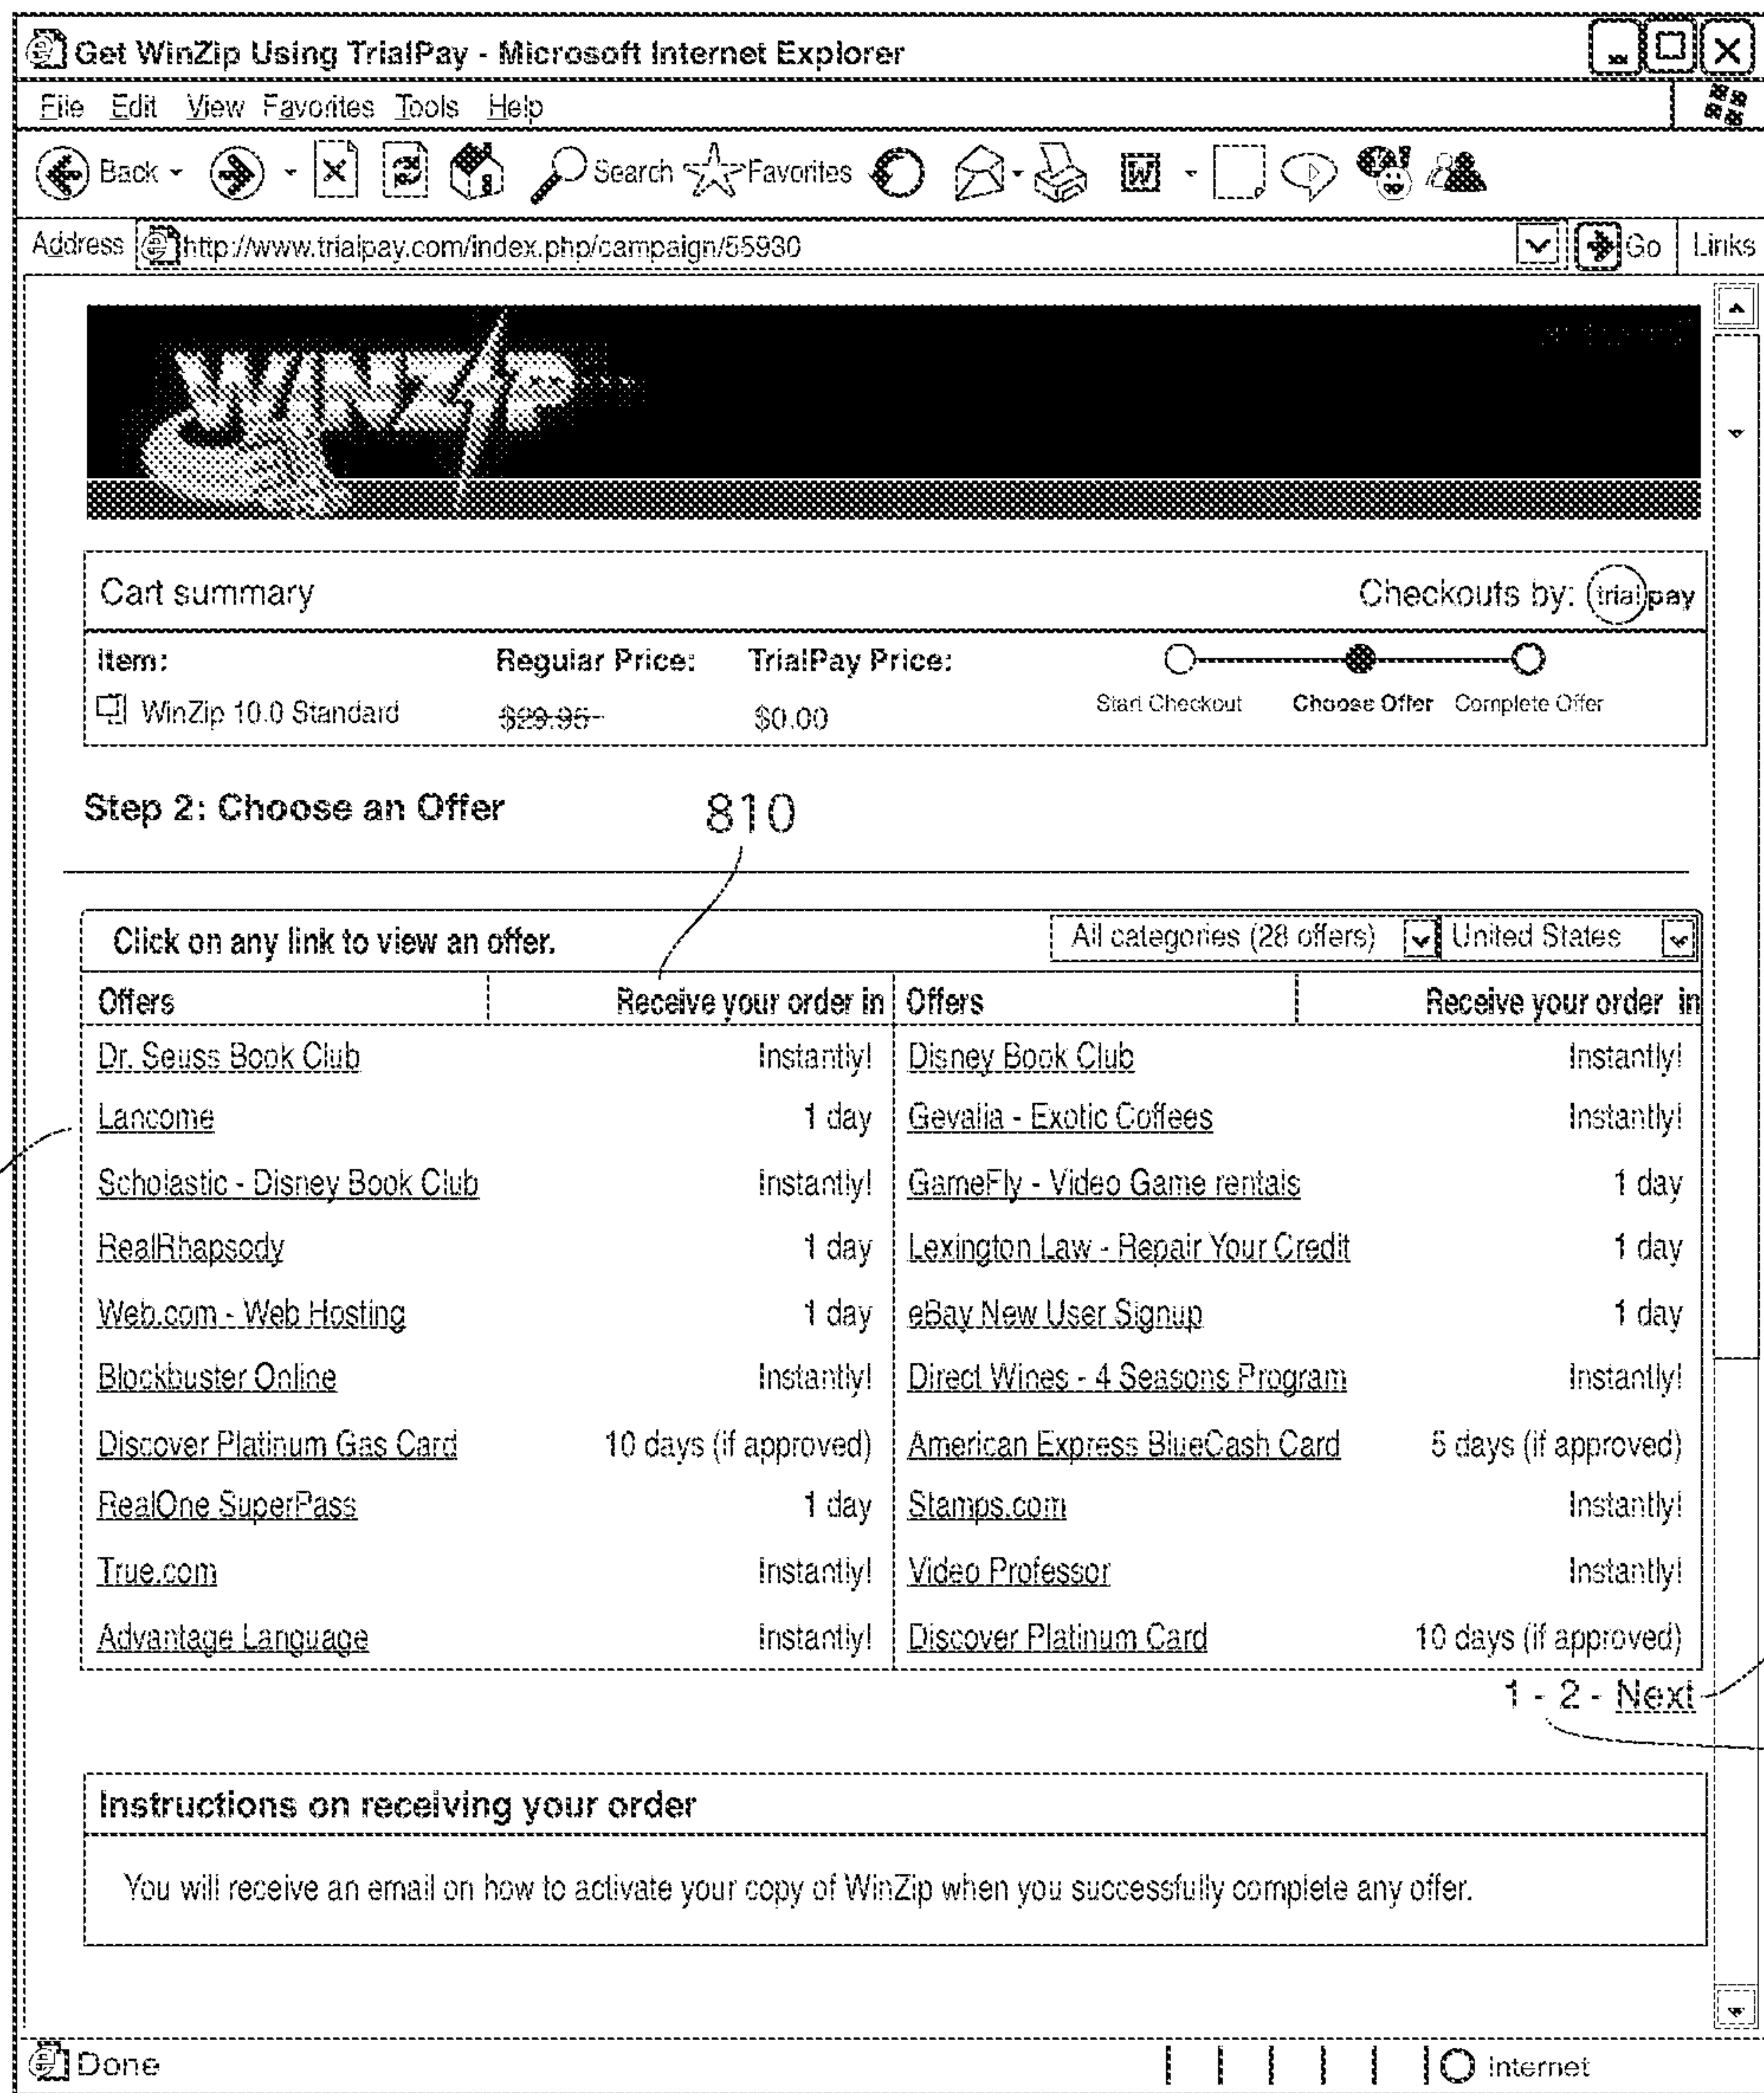 Get WinZip Using TrialPay - Microsoft Internet Explorer
File Edit View Favorites Tools Help
Back Search Favorites W
Address http://www.trialpay.com/index.php/campaign/55930 Go Links
WINZIP
Cart summary Checkouts by: trialpay
Item: Regular Price: TrialPay Price:
WinZip 10.0 Standard $29.95 $0.00 Start Checkout Choose Offer Complete Offer
Step 2: Choose an Offer 810
Click on any link to view an offer. All categories (28 offers) United States
Offers Receive your order in Offers Receive your order in
Dr. Seuss Book Club Instantly! Disney Book Club Instantly!
Lancome 1 day Gevalia - Exotic Coffees Instantly!
Scholastic - Disney Book Club Instantly! GameFly - Video Game rentals 1 day
RealRhapsody 1 day Lexington Law - Repair Your Credit 1 day
Web.com - Web Hosting 1 day eBay New User Signup 1 day
Blockbuster Online Instantly! Direct Wines - 4 Seasons Program Instantly!
Discover Platinum Gas Card 10 days (if approved) American Express BlueCash Card 5 days (if approved)
RealOne SuperPass 1 day Stamps.com Instantly!
True.com Instantly! Video Professor Instantly!
Advantage Language Instantly! Discover Platinum Card 10 days (if approved)
1 - 2 - Next
Instructions on receiving your order
You will receive an email on how to activate your copy of WinZip when you successfully complete any offer.
Done Internet